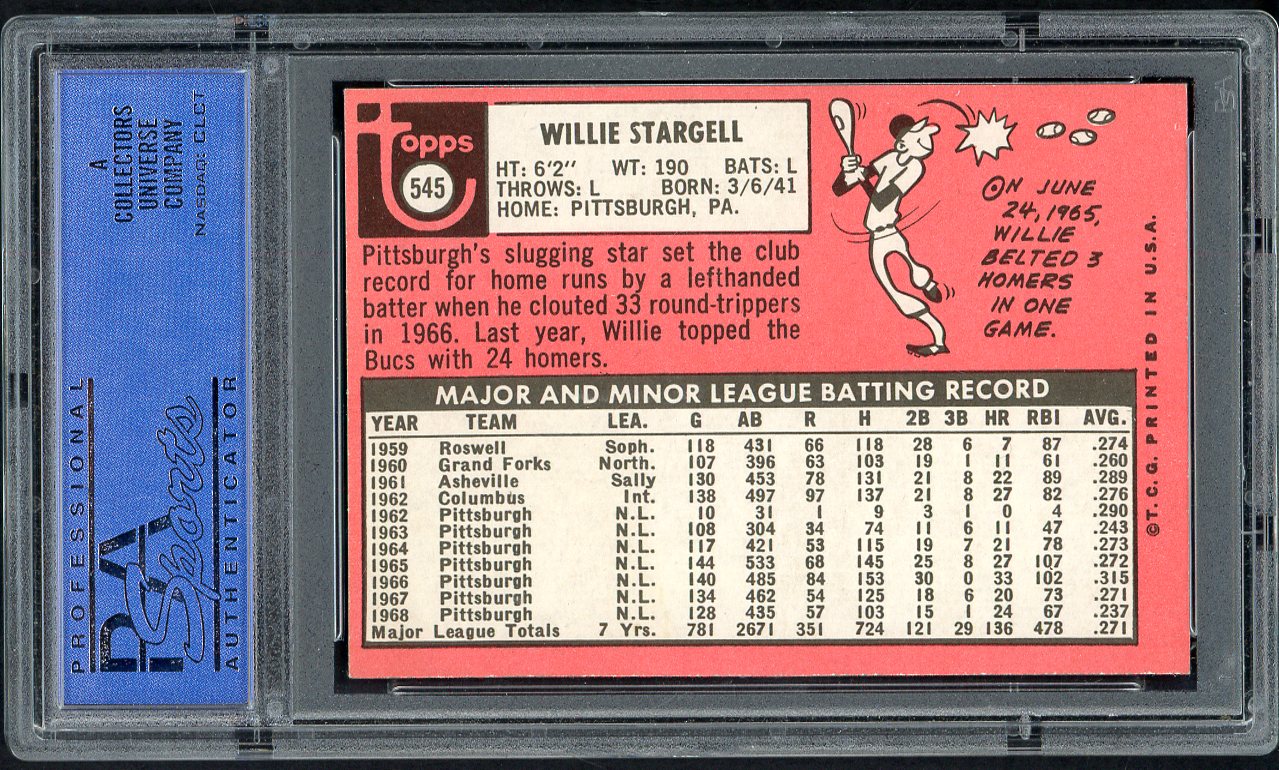 A
COLLECTORS
UNIVERSE
COMPANY
NASDAQ: CLCT
PROFESSIONAL
PSA
Sports
AUTHENTICATOR
Topps
545
WILLIE STARGELL
HT: 6'2" WT: 190 BATS: L
THROWS: L BORN: 3/6/41
HOME: PITTSBURGH, PA.
Pittsburgh's slugging star set the club
record for home runs by a lefthanded
batter when he clouted 33 round-trippers
in 1966. Last year, Willie topped the
Bucs with 24 homers.
ON JUNE
24, 1965,
WILLIE
BELTED 3
HOMERS
IN ONE
GAME.
MAJOR AND MINOR LEAGUE BATTING RECORD
YEAR TEAM LEA. G AB R H 2B 3B HR RBI AVG.
1959 Roswell Soph. 118 431 66 118 28 6 7 87 .274
1960 Grand Forks North. 107 396 63 103 19 1 11 61 .260
1961 Asheville Sally 130 453 78 131 21 8 22 89 .289
1962 Columbus Int. 138 497 97 137 21 8 27 82 .276
1962 Pittsburgh N.L. 10 31 1 9 3 1 0 4 .290
1963 Pittsburgh N.L. 108 304 34 74 11 6 11 47 .243
1964 Pittsburgh N.L. 117 421 53 115 19 7 21 78 .273
1965 Pittsburgh N.L. 144 533 68 145 25 8 27 107 .272
1966 Pittsburgh N.L. 140 485 84 153 30 0 33 102 .315
1967 Pittsburgh N.L. 134 462 54 125 18 6 20 73 .271
1968 Pittsburgh N.L. 128 435 57 103 15 1 24 67 .237
Major League Totals 7 Yrs. 781 2671 351 724 121 29 136 478 .271
©T.C.G. PRINTED IN U.S.A.